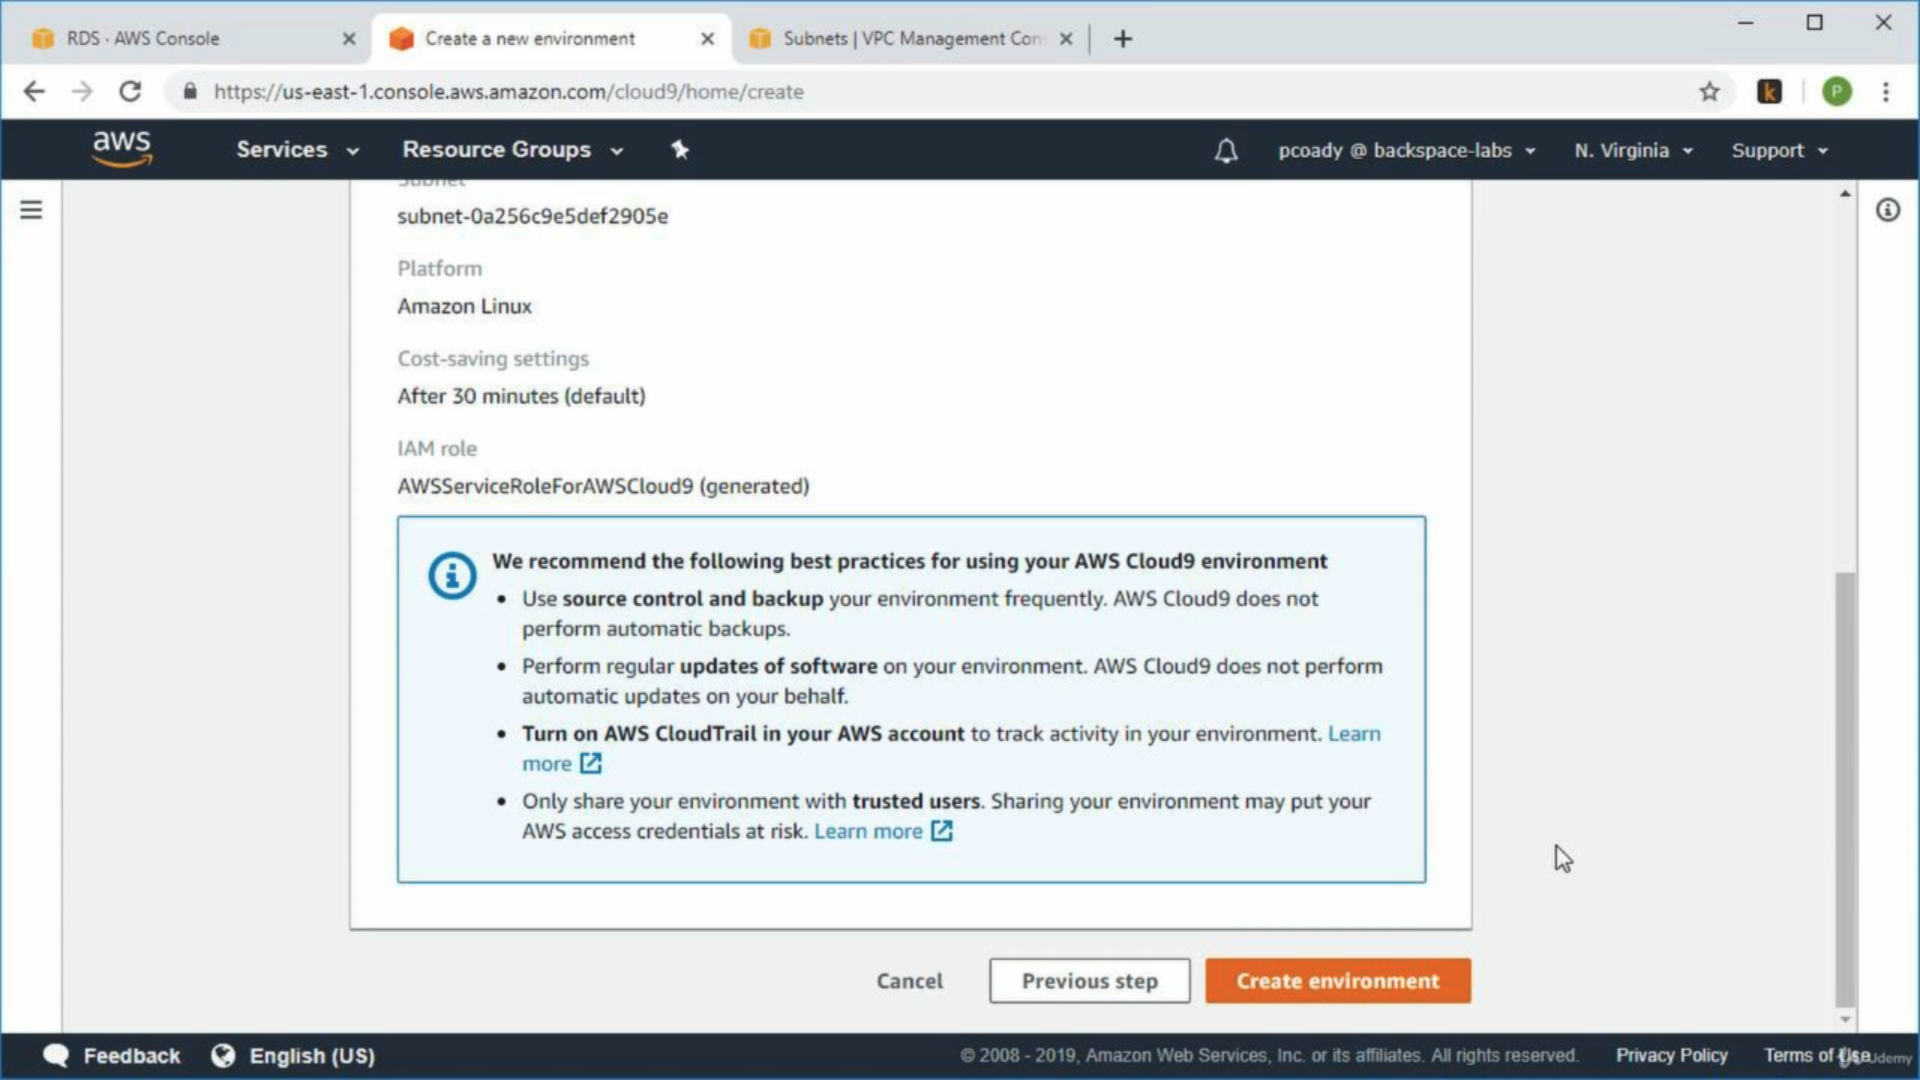 RDS · AWS Console
Create a new environment
Subnets | VPC Management Con
https://us-east-1.console.aws.amazon.com/cloud9/home/create
k
P
aws
Services
Resource Groups
pcoady @ backspace-labs
N. Virginia
Support
Subnet
subnet-0a256c9e5def2905e
Platform
Amazon Linux
Cost-saving settings
After 30 minutes (default)
IAM role
AWSServiceRoleForAWSCloud9 (generated)
We recommend the following best practices for using your AWS Cloud9 environment
• Use source control and backup your environment frequently. AWS Cloud9 does not
perform automatic backups.
• Perform regular updates of software on your environment. AWS Cloud9 does not perform
automatic updates on your behalf.
• Turn on AWS CloudTrail in your AWS account to track activity in your environment. Learn
more
• Only share your environment with trusted users. Sharing your environment may put your
AWS access credentials at risk. Learn more
Cancel
Previous step
Create environment
Feedback
English (US)
© 2008 - 2019, Amazon Web Services, Inc. or its affiliates. All rights reserved.
Privacy Policy
Terms of Use
Udemy